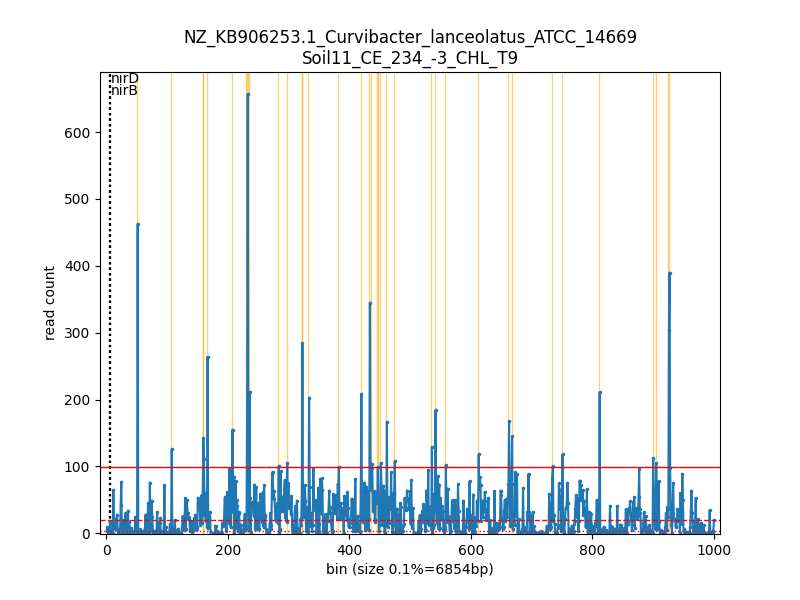 NZ_KB906253.1_Curvibacter_lanceolatus_ATCC_14669
Soil11_CE_234_-3_CHL_T9
nirD
nirB
600
500
400
300
200
100
0
read count
0 200 400 600 800 1000
bin (size 0.1%=6854bp)